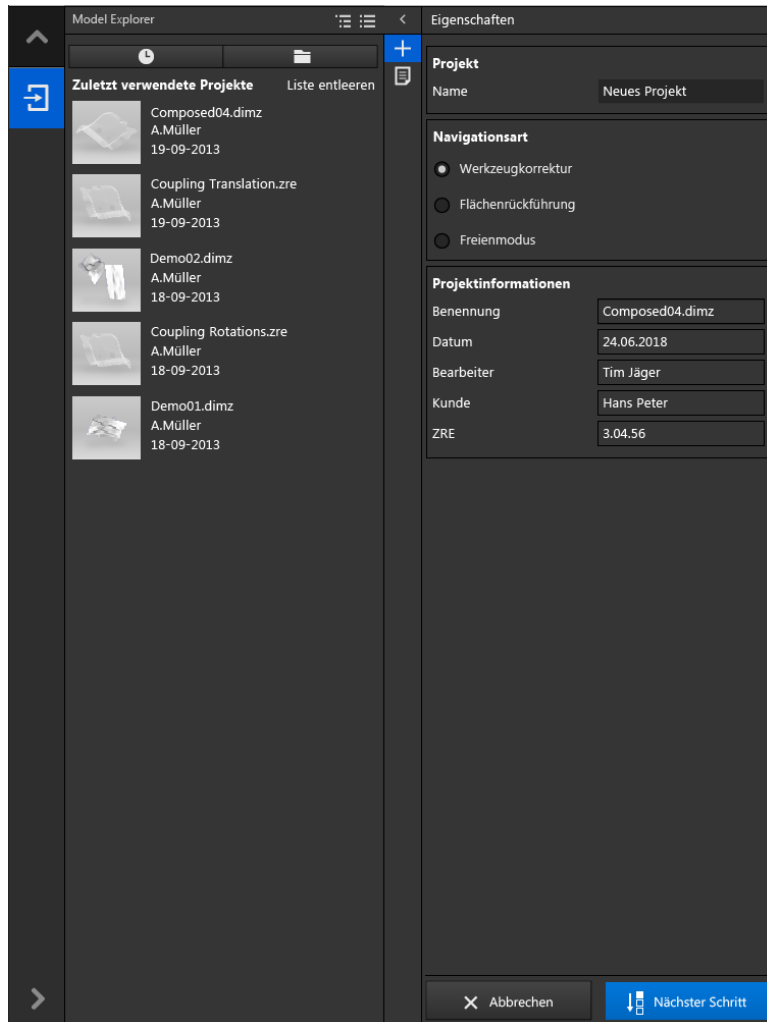 Model Explorer
Zuletzt verwendete Projekte Liste entleeren
Composed04.dimz
A.Müller
19-09-2013
Coupling Translation.zre
A.Müller
19-09-2013
Demo02.dimz
A.Müller
18-09-2013
Coupling Rotations.zre
A.Müller
18-09-2013
Demo01.dimz
A.Müller
18-09-2013
Eigenschaften
Projekt
Name Neues Projekt
Navigationsart
Werkzeugkorrektur
Flächenrückführung
Freienmodus
Projektinformationen
Benennung Composed04.dimz
Datum 24.06.2018
Bearbeiter Tim Jäger
Kunde Hans Peter
ZRE 3.04.56
Abbrechen Nächster Schritt